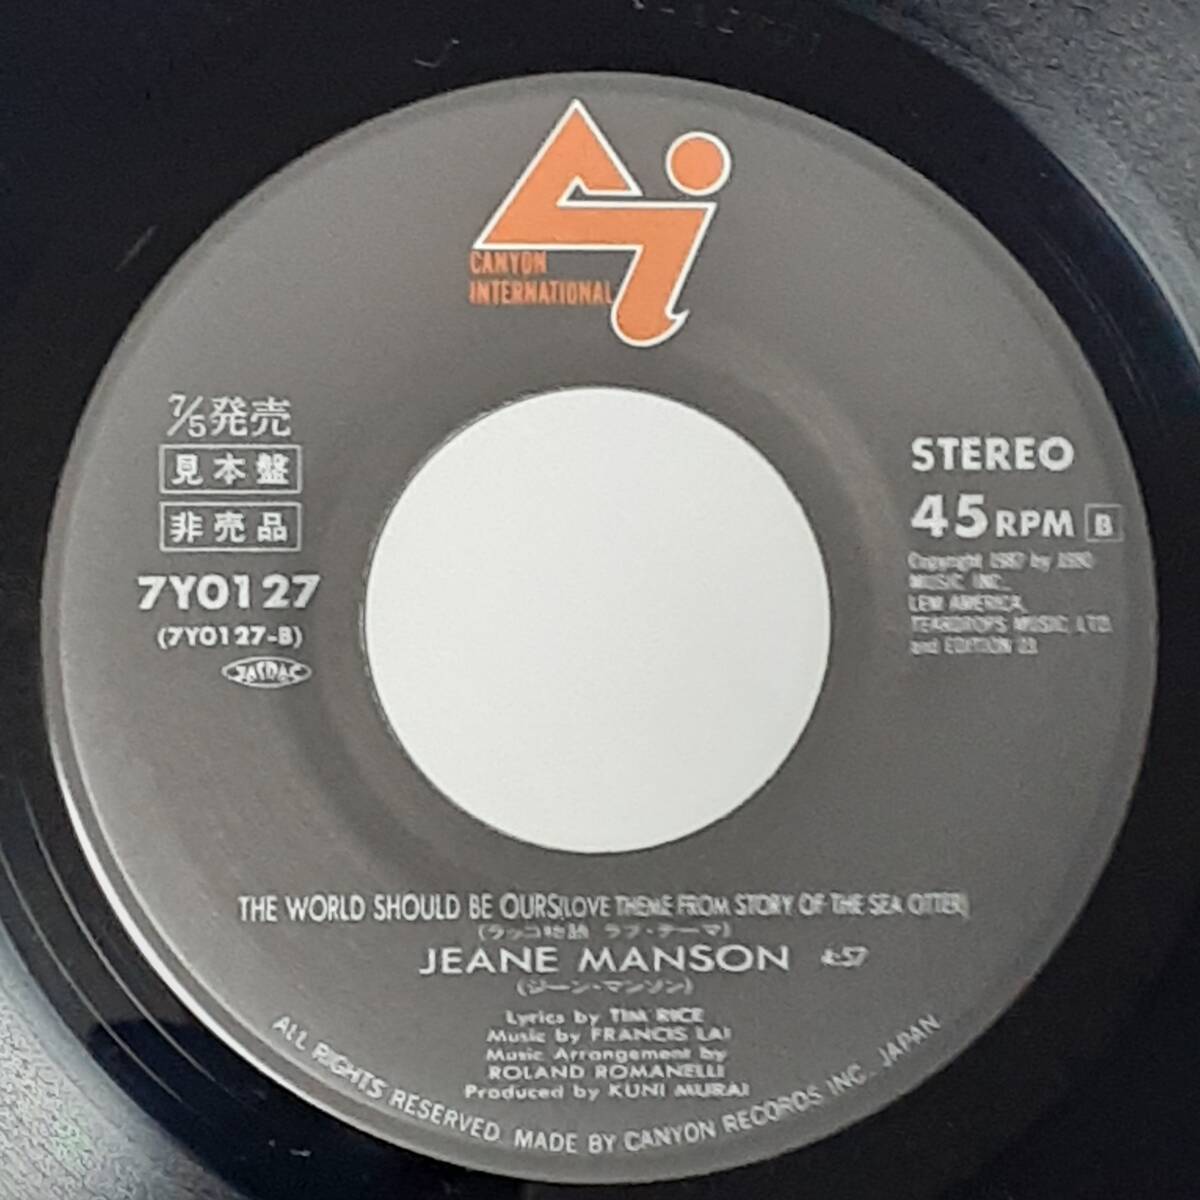 CANYON
INTERNATIONAL
7/5発売
見本盤
非売品
7Y0127
(7Y0127-B)
JASRAC
STEREO
45 RPM B
Copyright 1987 by 1990
MUSIC, INC.,
LEM AMERICA,
TEARDROPS MUSIC, LTD.
and EDITION 23
THE WORLD SHOULD BE OURS(LOVE THEME FROM STORY OF THE SEA OTTER)
(ラッコ物語 ラブ・テーマ)
JEANE MANSON 4:57
(ジーン・マンソン)
Lyrics by TIM RICE
Music by FRANCIS LAI
Music Arrangement by
ROLAND ROMANELLI
Produced by KUNI MURAI
ALL RIGHTS RESERVED MADE BY CANYON RECORDS INC., JAPAN